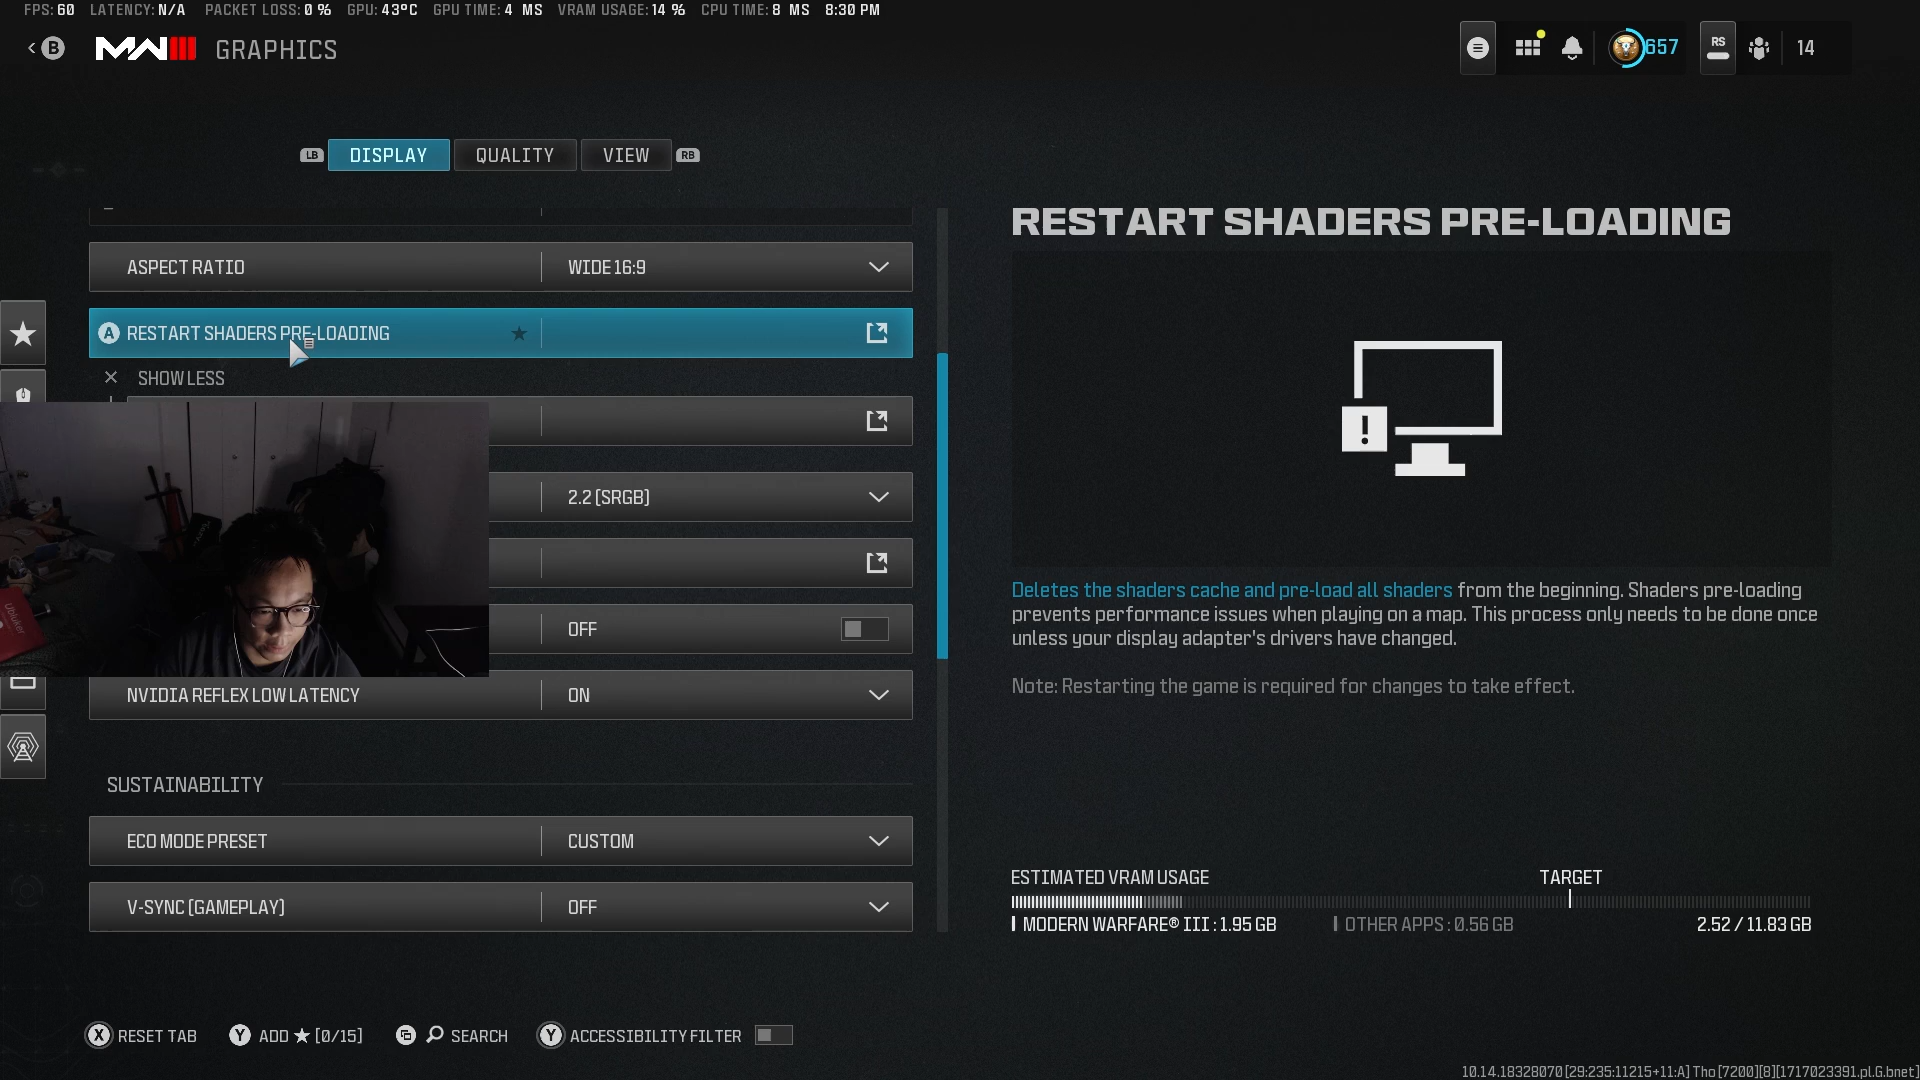 FPS: 60 LATENCY: N/A PACKET LOSS: 0 % GPU: 43°C GPU TIME: 4 MS VRAM USAGE: 14 % CPU TIME: 8 MS 8:30 PM
B MWIII GRAPHICS
657 RS 14
LB DISPLAY QUALITY VIEW RB
ASPECT RATIO WIDE 16:9
A RESTART SHADERS PRE-LOADING
SHOW LESS
2.2 (SRGB)
OFF
NVIDIA REFLEX LOW LATENCY ON
SUSTAINABILITY
ECO MODE PRESET CUSTOM
V-SYNC (GAMEPLAY) OFF
RESTART SHADERS PRE-LOADING
!
Deletes the shaders cache and pre-load all shaders from the beginning. Shaders pre-loading
prevents performance issues when playing on a map. This process only needs to be done once
unless your display adapter's drivers have changed.
Note: Restarting the game is required for changes to take effect.
ESTIMATED VRAM USAGE TARGET
MODERN WARFARE® III : 1.95 GB OTHER APPS : 0.56 GB 2.52 / 11.83 GB
X RESET TAB Y ADD ★ [0/15] SEARCH Y ACCESSIBILITY FILTER
10.14.18328070 [29:235:11215+11:A] Tho [7200][8][1717023391.pl.G.bnet]